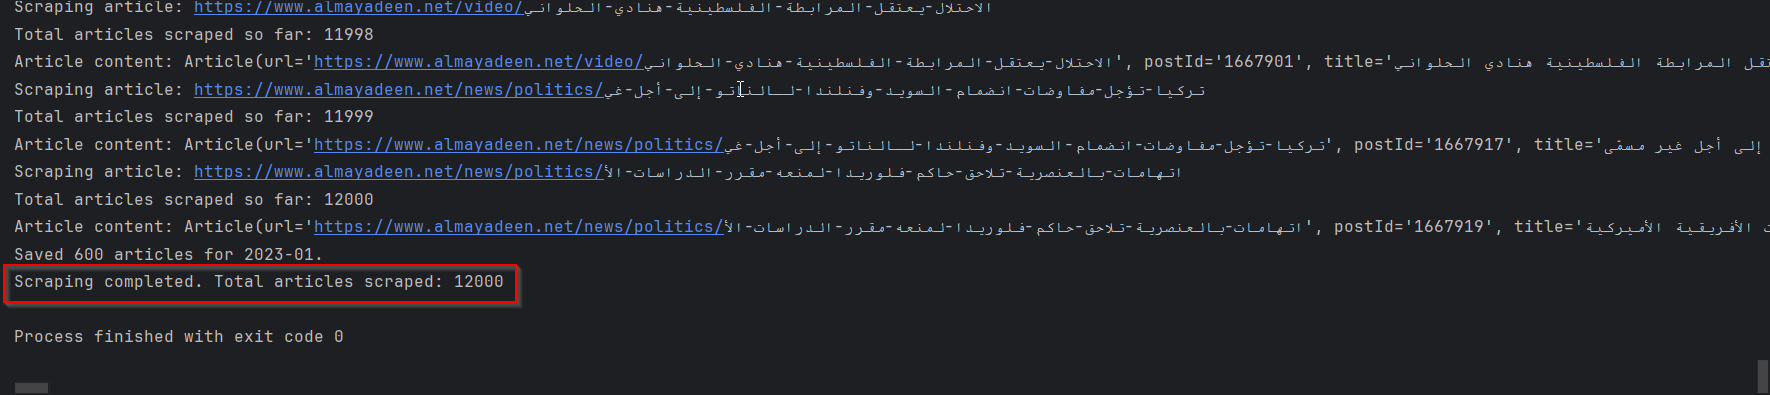 Scraping article: https://www.almayadeen.net/video/الاحتلال-يعتقل-المرابطة-الفلسطينية-هنادي-الحلواني
Total articles scraped so far: 11998
Article content: Article(url='https://www.almayadeen.net/video/الاحتلال-يعتقل-المرابطة-الفلسطينية-هنادي-الحلواني', postId='1667901', title='تقل المرابطة الفلسطينية هنادي الحلواني
Scraping article: https://www.almayadeen.net/news/politics/تركيا-تؤجل-مفاوضات-انضمام-السويد-وفنلندا-لــالناتو-إلى-أجل-غي
Total articles scraped so far: 11999
Article content: Article(url='https://www.almayadeen.net/news/politics/تركيا-تؤجل-مفاوضات-انضمام-السويد-وفنلندا-لــالناتو-إلى-أجل-غي', postId='1667917', title='إلى أجل غير مسمّى
Scraping article: https://www.almayadeen.net/news/politics/اتهامات-بالعنصرية-تلاحق-حاكم-فلوريدا-لمنعه-مقرر-الدراسات-الأ
Total articles scraped so far: 12000
Article content: Article(url='https://www.almayadeen.net/news/politics/اتهامات-بالعنصرية-تلاحق-حاكم-فلوريدا-لمنعه-مقرر-الدراسات-الأ', postId='1667919', title='ت الأفريقية الأميركية
Saved 600 articles for 2023-01.
Scraping completed. Total articles scraped: 12000
Process finished with exit code 0